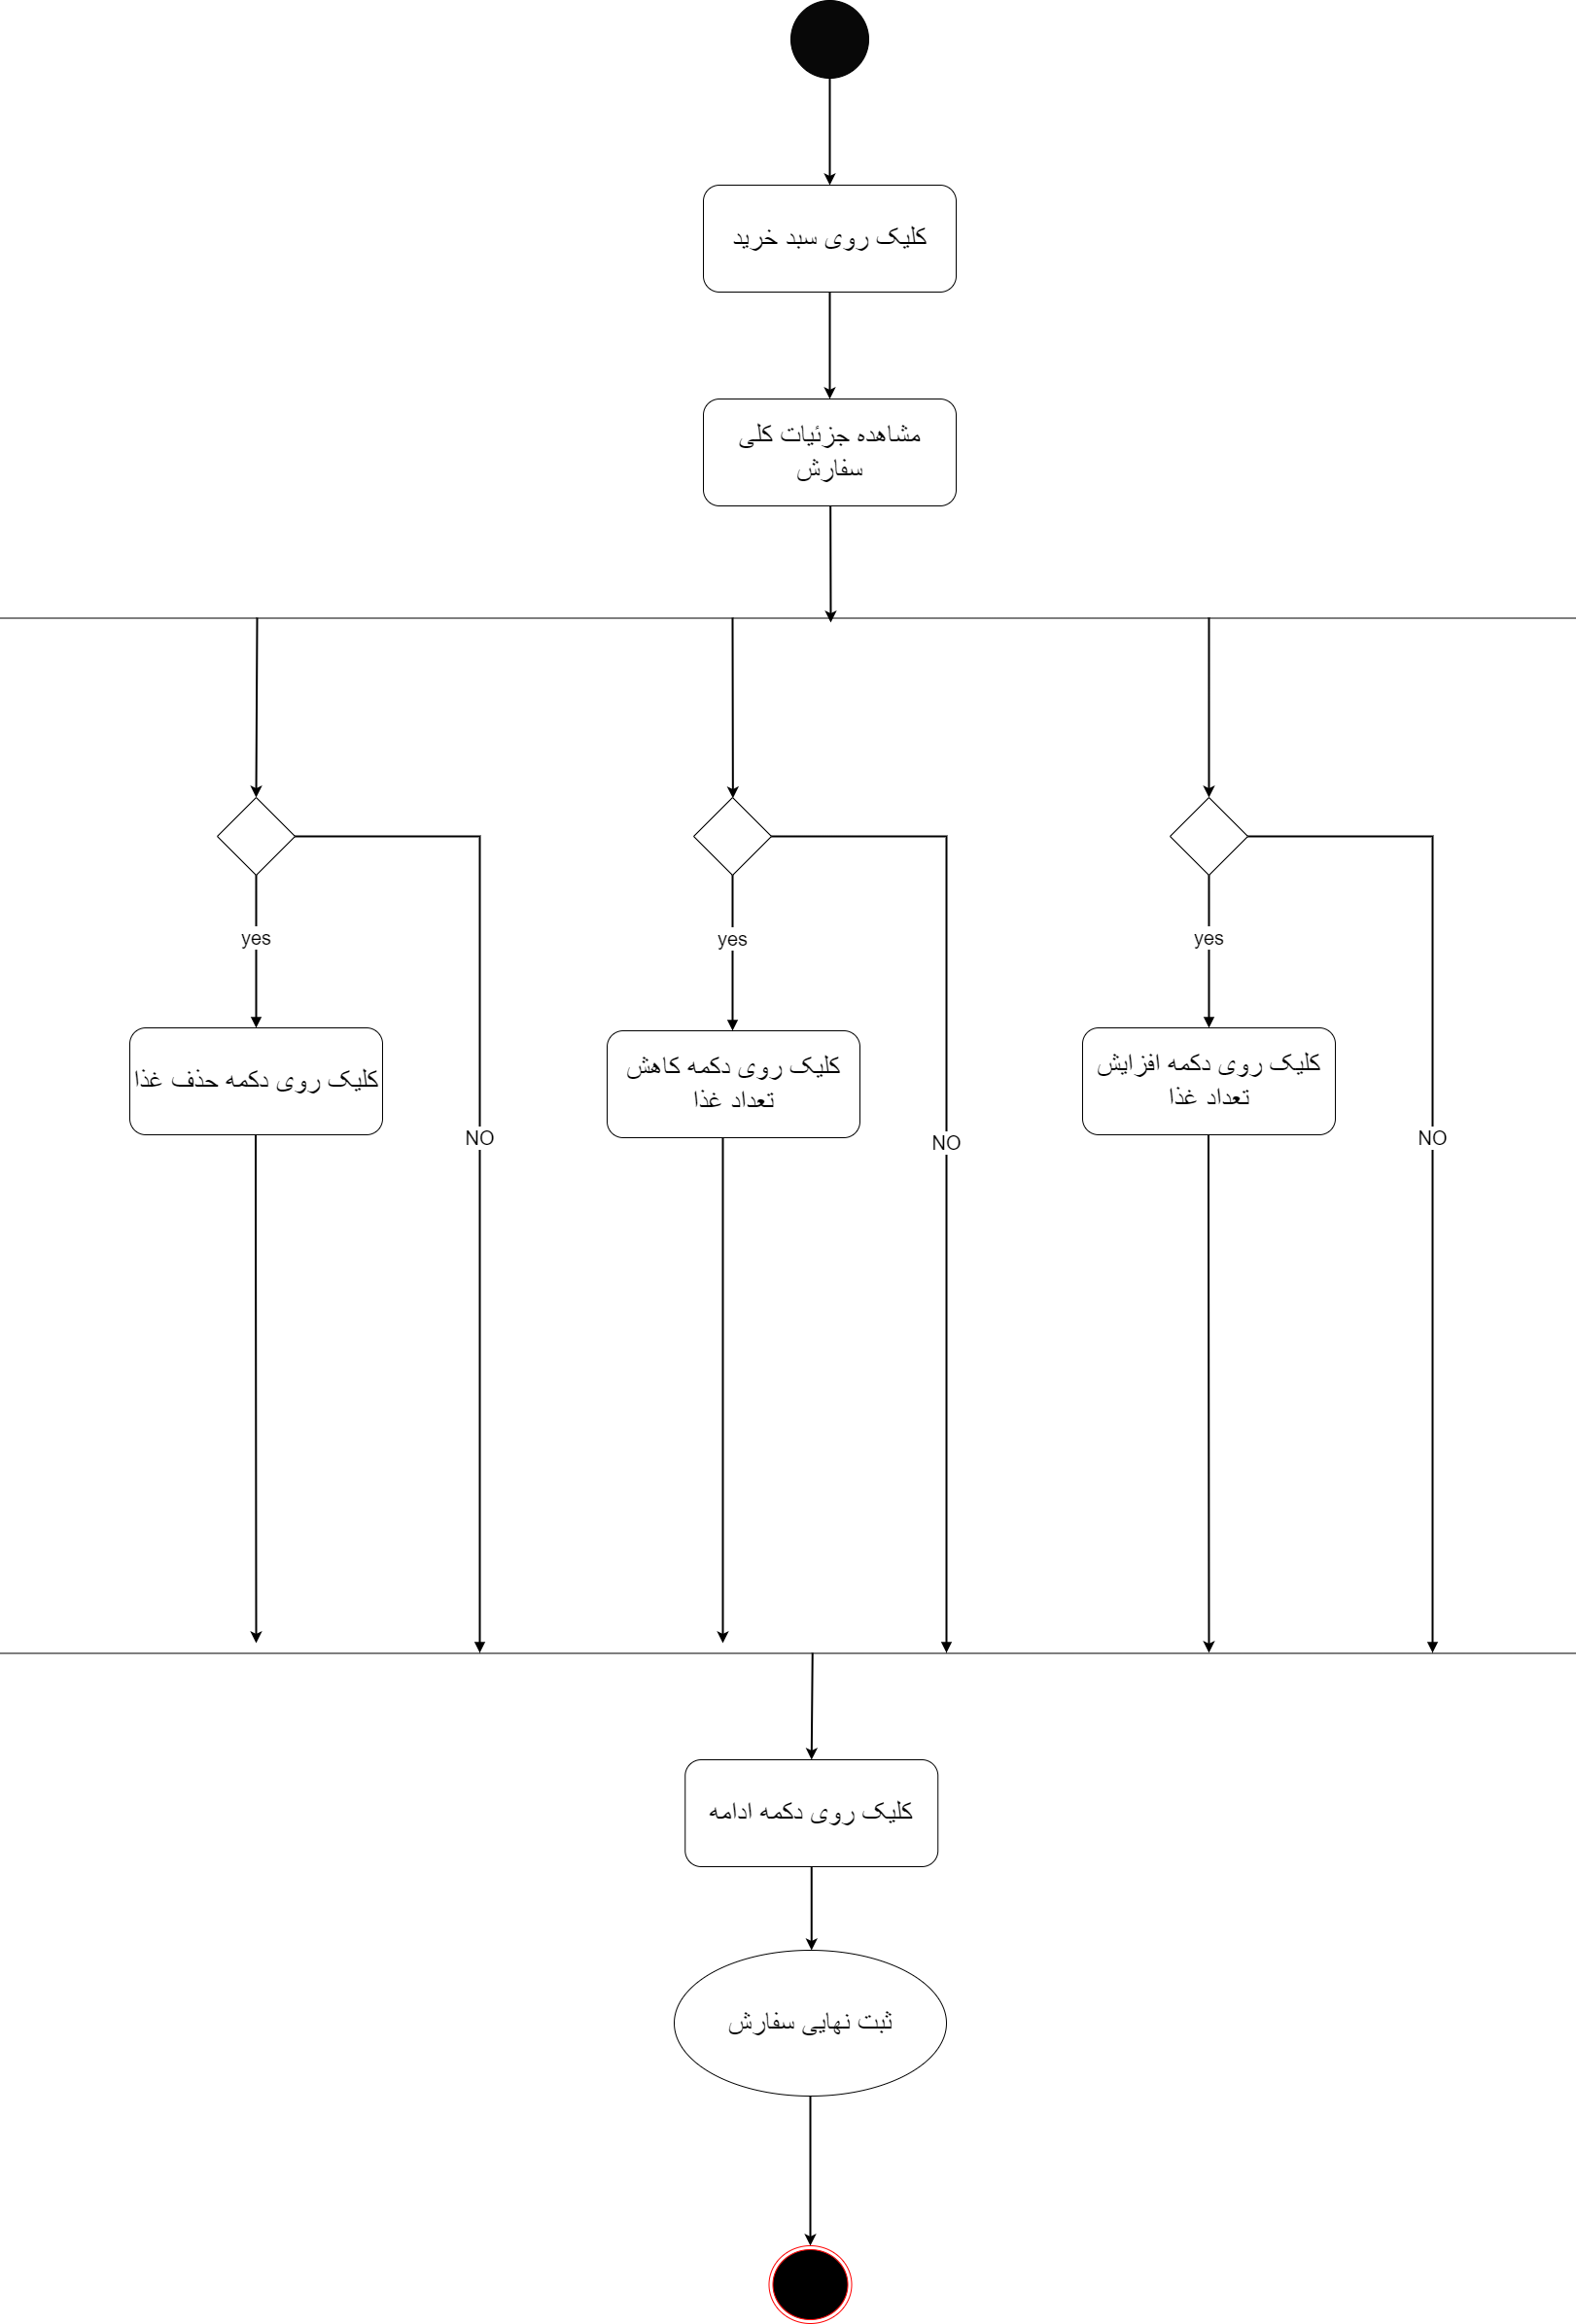 کلیک روی سبد خرید
مشاهده جزئیات کلی
سفارش
yes
yes
yes
کلیک روی دکمه حذف غذا
کلیک روی دکمه کاهش
تعداد غذا
کلیک روی دکمه افزایش
تعداد غذا
NO
NO
NO
کلیک روی دکمه ادامه
ثبت نهایی سفارش